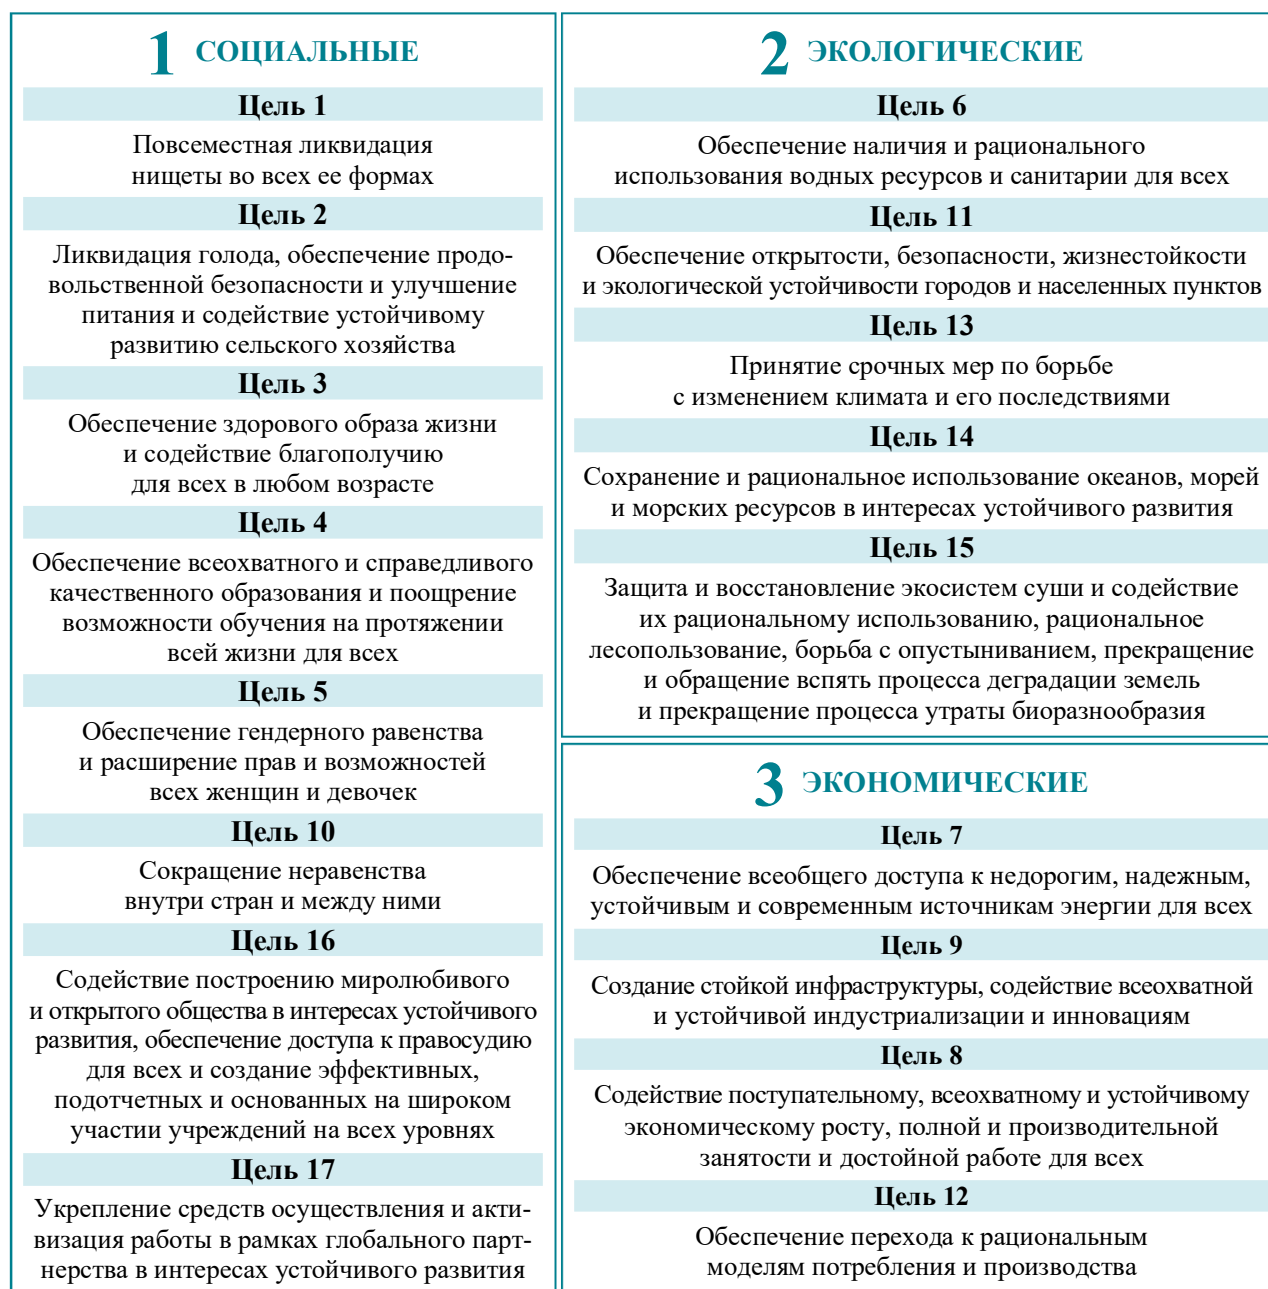 1 СОЦИАЛЬНЫЕ
Цель 1
Повсеместная ликвидация
нищеты во всех ее формах
Цель 2
Ликвидация голода, обеспечение продо-
вольственной безопасности и улучшение
питания и содействие устойчивому
развитию сельского хозяйства
Цель 3
Обеспечение здорового образа жизни
и содействие благополучию
для всех в любом возрасте
Цель 4
Обеспечение всеохватного и справедливого
качественного образования и поощрение
возможности обучения на протяжении
всей жизни для всех
Цель 5
Обеспечение гендерного равенства
и расширение прав и возможностей
всех женщин и девочек
Цель 10
Сокращение неравенства
внутри стран и между ними
Цель 16
Содействие построению миролюбивого
и открытого общества в интересах устойчивого
развития, обеспечение доступа к правосудию
для всех и создание эффективных,
подотчетных и основанных на широком
участии учреждений на всех уровнях
Цель 17
Укрепление средств осуществления и акти-
визация работы в рамках глобального парт-
нерства в интересах устойчивого развития
2 ЭКОЛОГИЧЕСКИЕ
Цель 6
Обеспечение наличия и рационального
использования водных ресурсов и санитарии для всех
Цель 11
Обеспечение открытости, безопасности, жизнестойкости
и экологической устойчивости городов и населенных пунктов
Цель 13
Принятие срочных мер по борьбе
с изменением климата и его последствиями
Цель 14
Сохранение и рациональное использование океанов, морей
и морских ресурсов в интересах устойчивого развития
Цель 15
Защита и восстановление экосистем суши и содействие
их рациональному использованию, рациональное
лесопользование, борьба с опустыниванием, прекращение
и обращение вспять процесса деградации земель
и прекращение процесса утраты биоразнообразия
3 ЭКОНОМИЧЕСКИЕ
Цель 7
Обеспечение всеобщего доступа к недорогим, надежным,
устойчивым и современным источникам энергии для всех
Цель 9
Создание стойкой инфраструктуры, содействие всеохватной
и устойчивой индустриализации и инновациям
Цель 8
Содействие поступательному, всеохватному и устойчивому
экономическому росту, полной и производительной
занятости и достойной работе для всех
Цель 12
Обеспечение перехода к рациональным
моделям потребления и производства